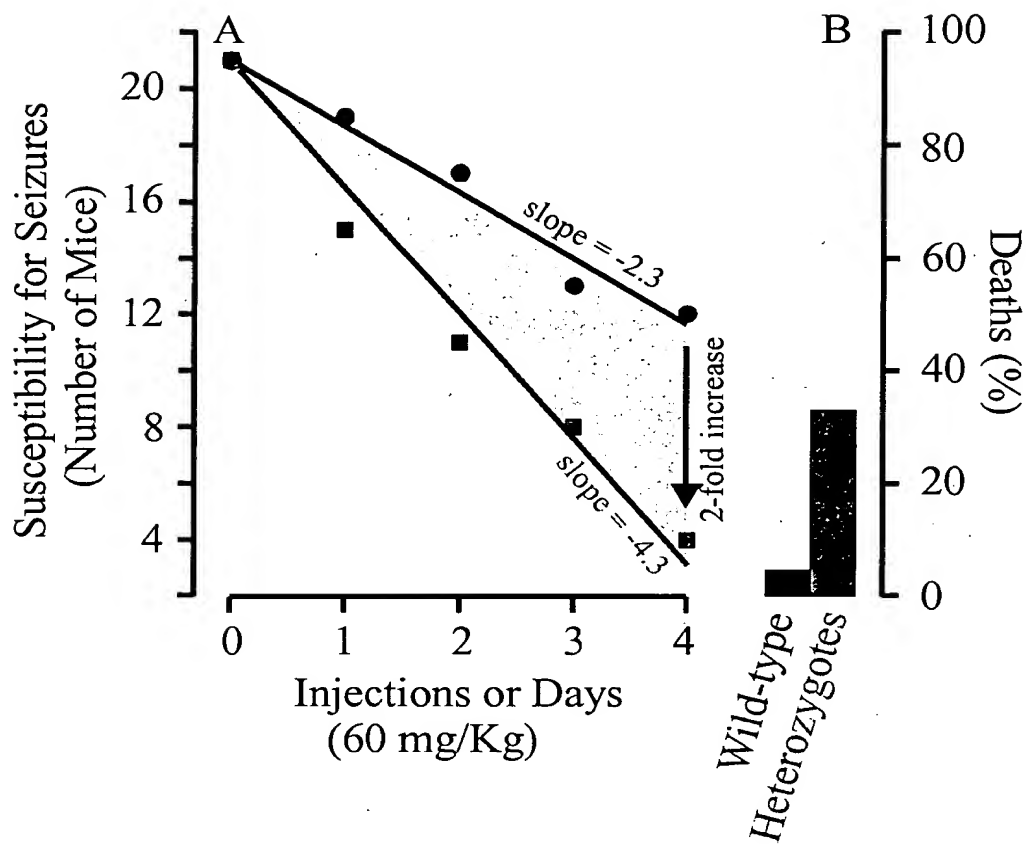 A
B
Susceptibility for Seizures
(Number of Mice)
20
16
12
8
4
slope = -2.3
slope = -4.3
2-fold increase
0
1
2
3
4
Injections or Days
(60 mg/Kg)
100
80
60
40
20
0
Deaths (%)
Wild-type
Heterozygotes